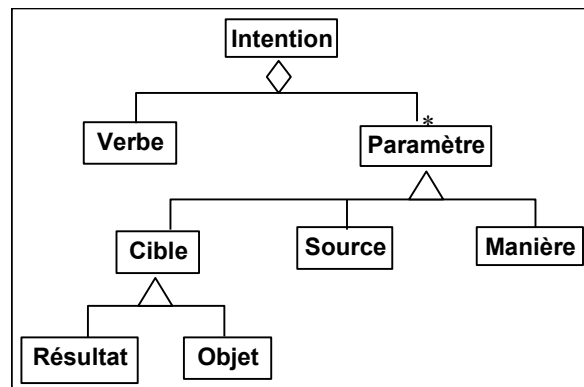 Intention
*
Verbe
Paramètre
Cible
Source
Manière
Résultat
Objet